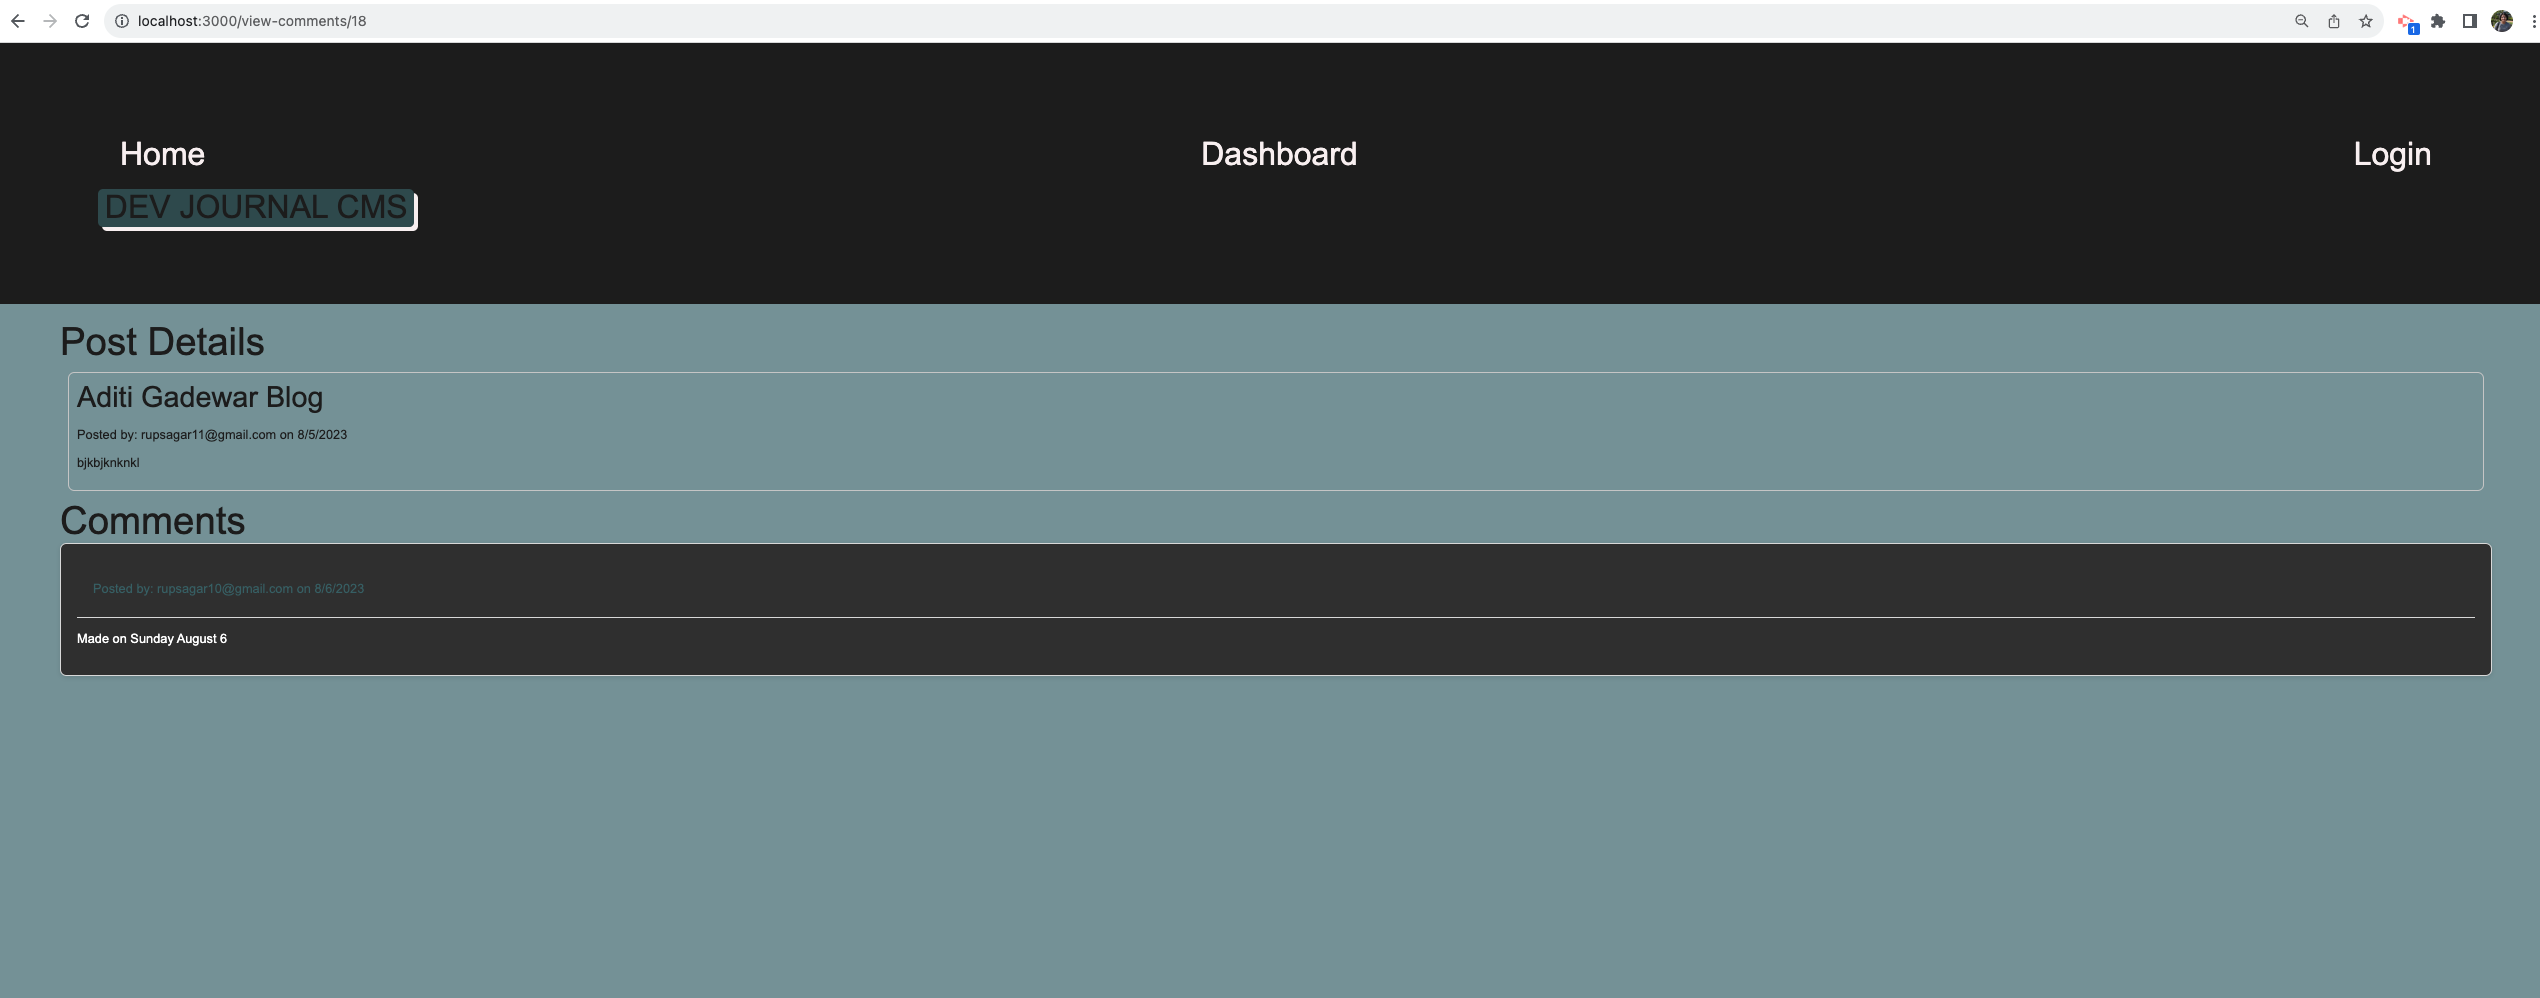 localhost:3000/view-comments/18
1
Home Dashboard Login
DEV JOURNAL CMS
Post Details
Aditi Gadewar Blog
Posted by: rupsagar11@gmail.com on 8/5/2023
bjkbjknknkl
Comments
Posted by: rupsagar10@gmail.com on 8/6/2023
Made on Sunday August 6